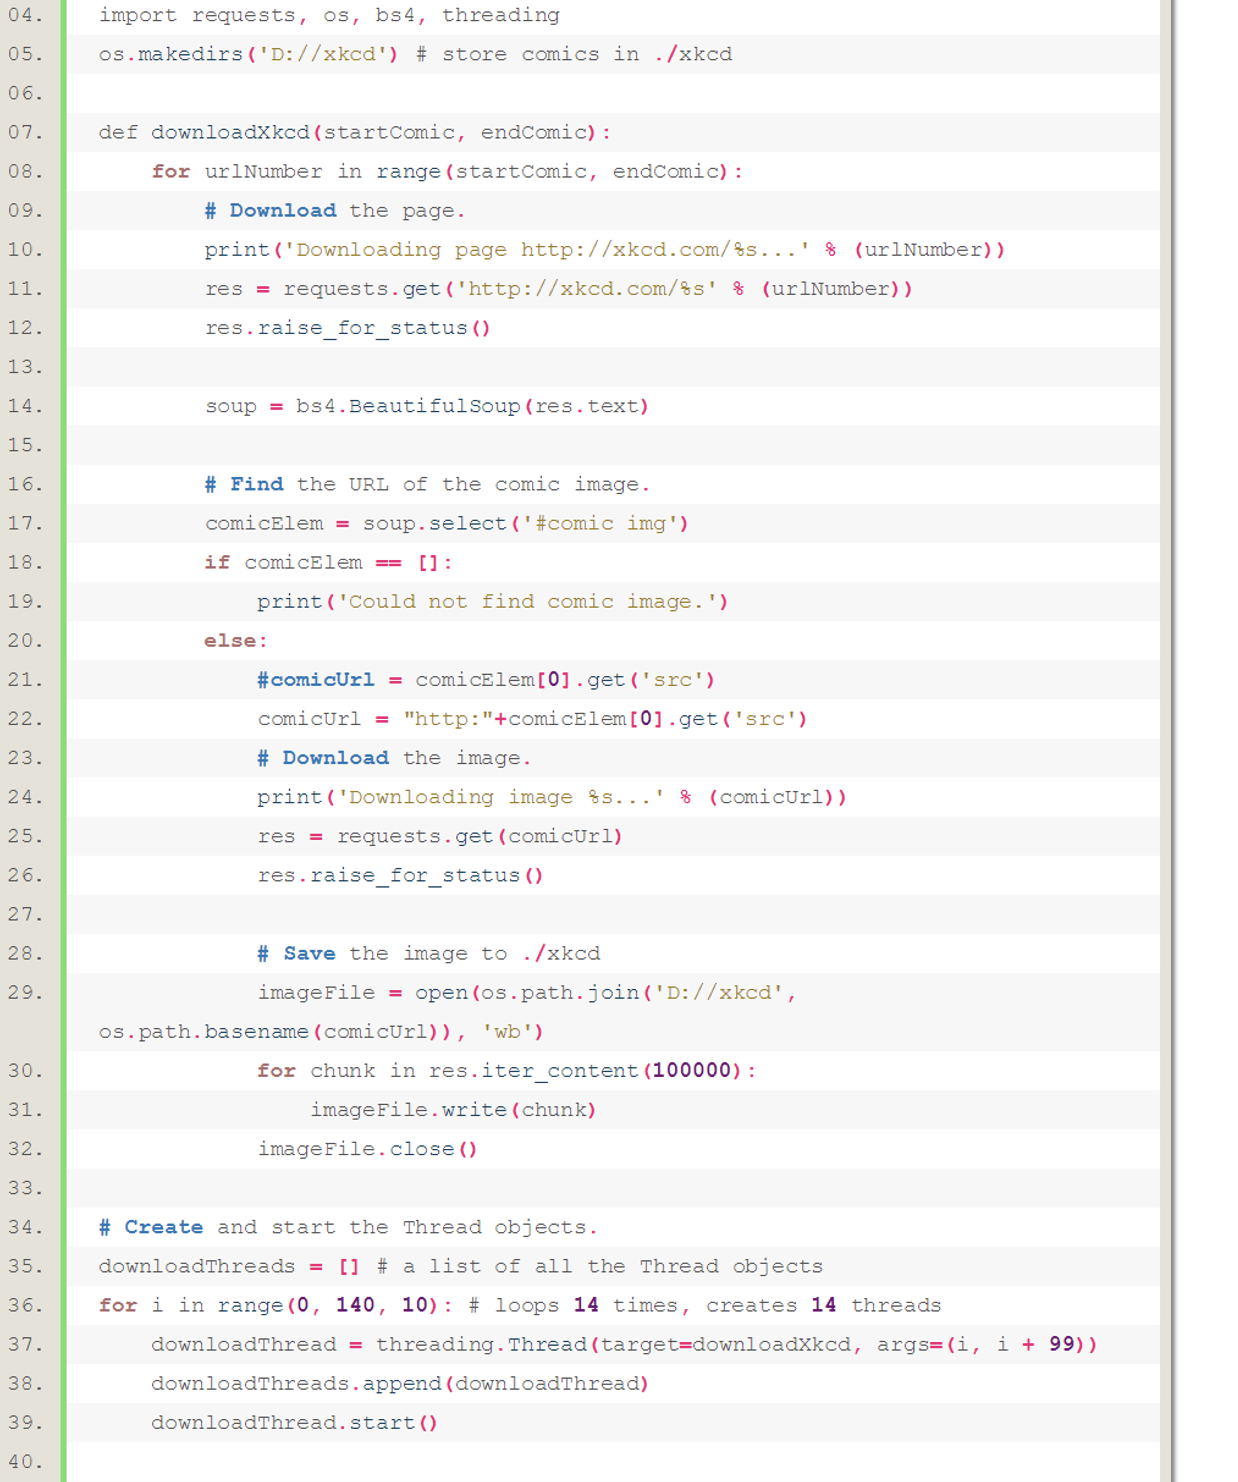 04. import requests, os, bs4, threading
05. os.makedirs('D://xkcd') # store comics in ./xkcd
06.
07. def downloadXkcd(startComic, endComic):
08.     for urlNumber in range(startComic, endComic):
09.         # Download the page.
10.         print('Downloading page http://xkcd.com/%s...' % (urlNumber))
11.         res = requests.get('http://xkcd.com/%s' % (urlNumber))
12.         res.raise_for_status()
13.
14.         soup = bs4.BeautifulSoup(res.text)
15.
16.         # Find the URL of the comic image.
17.         comicElem = soup.select('#comic img')
18.         if comicElem == []:
19.             print('Could not find comic image.')
20.         else:
21.             #comicUrl = comicElem[0].get('src')
22.             comicUrl = "http:"+comicElem[0].get('src')
23.             # Download the image.
24.             print('Downloading image %s...' % (comicUrl))
25.             res = requests.get(comicUrl)
26.             res.raise_for_status()
27.
28.             # Save the image to ./xkcd
29.             imageFile = open(os.path.join('D://xkcd',
os.path.basename(comicUrl)), 'wb')
30.             for chunk in res.iter_content(100000):
31.                 imageFile.write(chunk)
32.             imageFile.close()
33.
34. # Create and start the Thread objects.
35. downloadThreads = [] # a list of all the Thread objects
36. for i in range(0, 140, 10): # loops 14 times, creates 14 threads
37.     downloadThread = threading.Thread(target=downloadXkcd, args=(i, i + 99))
38.     downloadThreads.append(downloadThread)
39.     downloadThread.start()
40.